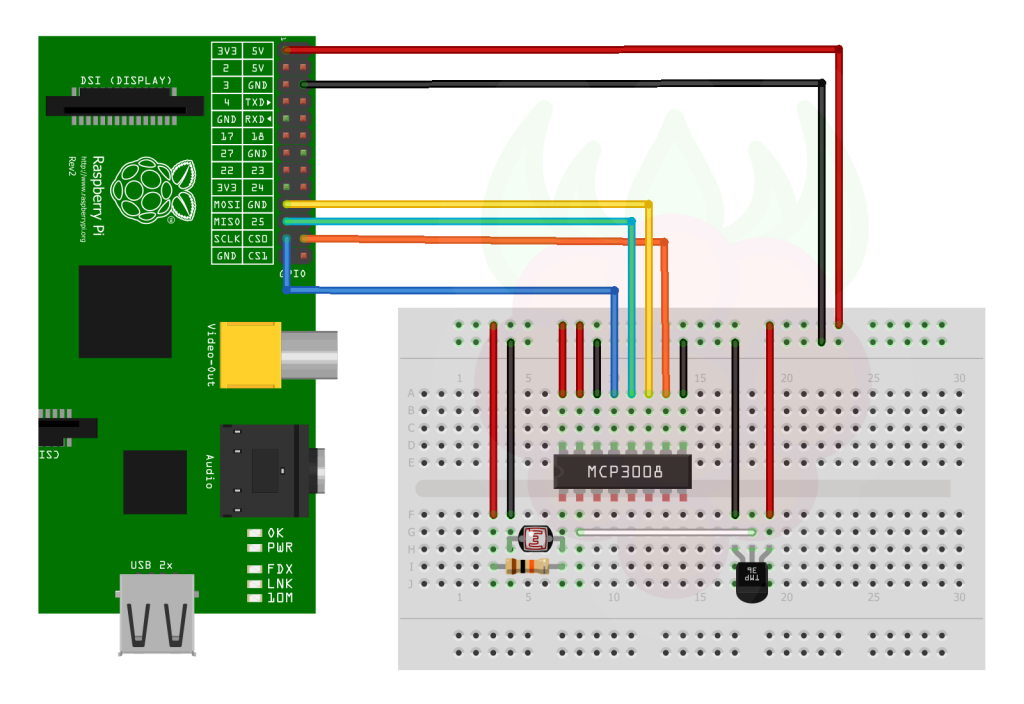 3V3 5V
2 5V
3 GND
4 TXD▸
GND RXD◂
17 18
27 GND
22 23
3V3 24
MOSI GND
MISO 25
SCLK CS0
GND CS1
GPIO
DSI (DISPLAY)
Raspberry Pi
http://www.raspberrypi.org
Rev2
®
Video-Out
CSI
Audio
OK
PWR
FDX
LNK
10M
USB 2x
1 5 10 15 20 25 30
A
B
C
D
E
MCP3008
F
G
H
I
J
TMP
36
1 5 10 15 20 25 30